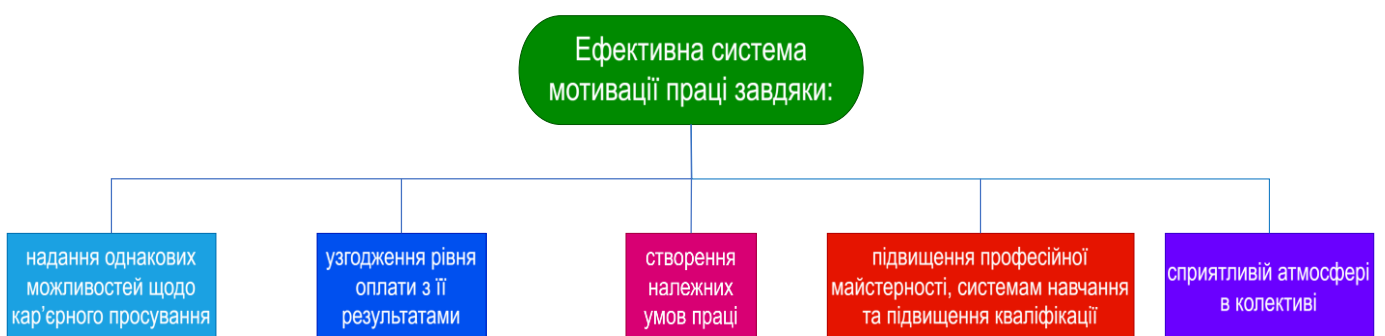 Ефективна система
мотивації праці завдяки:
надання однакових
можливостей щодо
кар’єрного просування
узгодження рівня
оплати з її
результатами
створення
належних
умов праці
підвищення професійної
майстерності, системам навчання
та підвищення кваліфікації
сприятливій атмосфері
в колективі